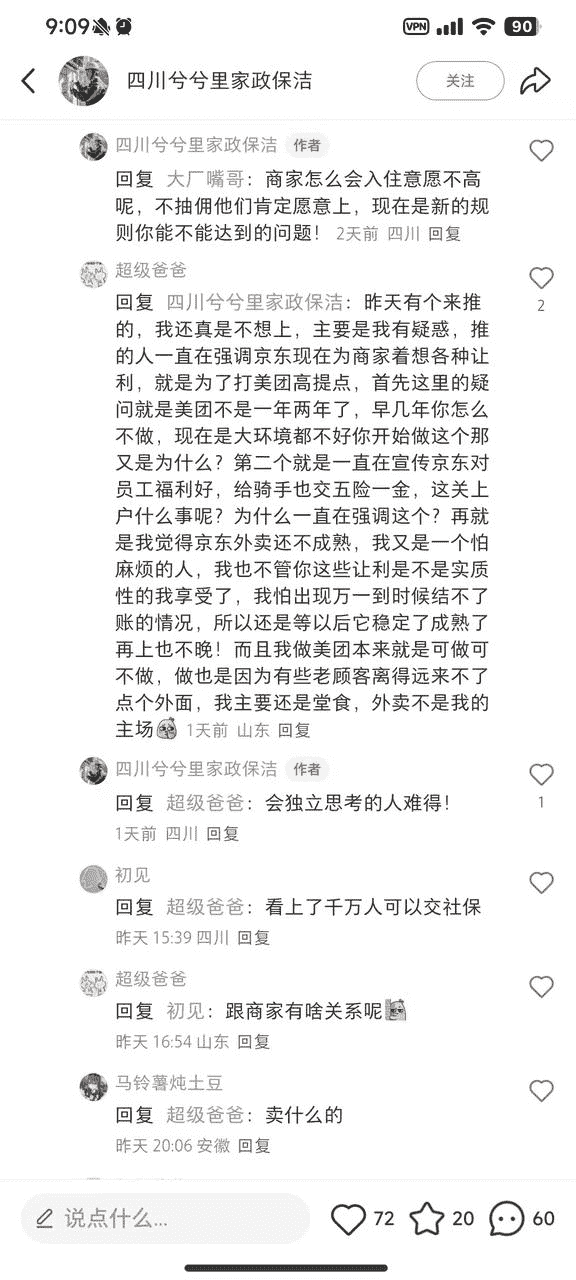 9:09
VPN
90
四川兮兮里家政保洁
关注
四川兮兮里家政保洁 作者
回复 大厂嘴哥：商家怎么会入住意愿不高
呢，不抽佣他们肯定愿意上，现在是新的规
则你能不能达到的问题！ 2天前 四川 回复
超级爸爸
回复 四川兮兮里家政保洁：昨天有个来推
2
的，我还真是不想上，主要是我有疑惑，推
的人一直在强调京东现在为商家着想各种让
利，就是为了打美团高提点，首先这里的疑
问就是美团不是一年两年了，早几年你怎么
不做，现在是大环境都不好你开始做这个那
又是为什么？第二个就是一直在宣传京东对
员工福利好，给骑手也交五险一金，这关上
户什么事呢？为什么一直在强调这个？再就
是我觉得京东外卖还不成熟，我又是一个怕
麻烦的人，我也不管你这些让利是不是实质
性的我享受了，我怕出现万一到时候结不了
账的情况，所以还是等以后它稳定了成熟了
再上也不晚！而且我做美团本来就是可做可
不做，做也是因为有些老顾客离得远来不了
点个外面，我主要还是堂食，外卖不是我的
主场 1天前 山东 回复
四川兮兮里家政保洁 作者
回复 超级爸爸：会独立思考的人难得！
1
1天前 四川 回复
初见
回复 超级爸爸：看上了千万人可以交社保
昨天 15:39 四川 回复
超级爸爸
回复 初见：跟商家有啥关系呢
昨天 16:54 山东 回复
马铃薯炖土豆
回复 超级爸爸：卖什么的
昨天 20:06 安徽 回复
说点什么...
72
20
60